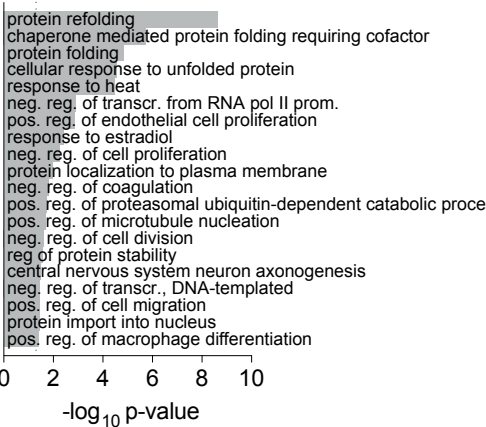 protein refolding
chaperone mediated protein folding requiring cofactor
protein folding
cellular response to unfolded protein
response to heat
neg. reg. of transcr. from RNA pol II prom.
pos. reg. of endothelial cell proliferation
response to estradiol
neg. reg. of cell proliferation
protein localization to plasma membrane
neg. reg. of coagulation
pos. reg. of proteasomal ubiquitin-dependent catabolic proce
pos. reg. of microtubule nucleation
neg. reg. of cell division
reg of protein stability
central nervous system neuron axonogenesis
neg. reg. of transcr., DNA-templated
pos. reg. of cell migration
protein import into nucleus
pos. reg. of macrophage differentiation
0 2 4 6 8 10
-log10 p-value